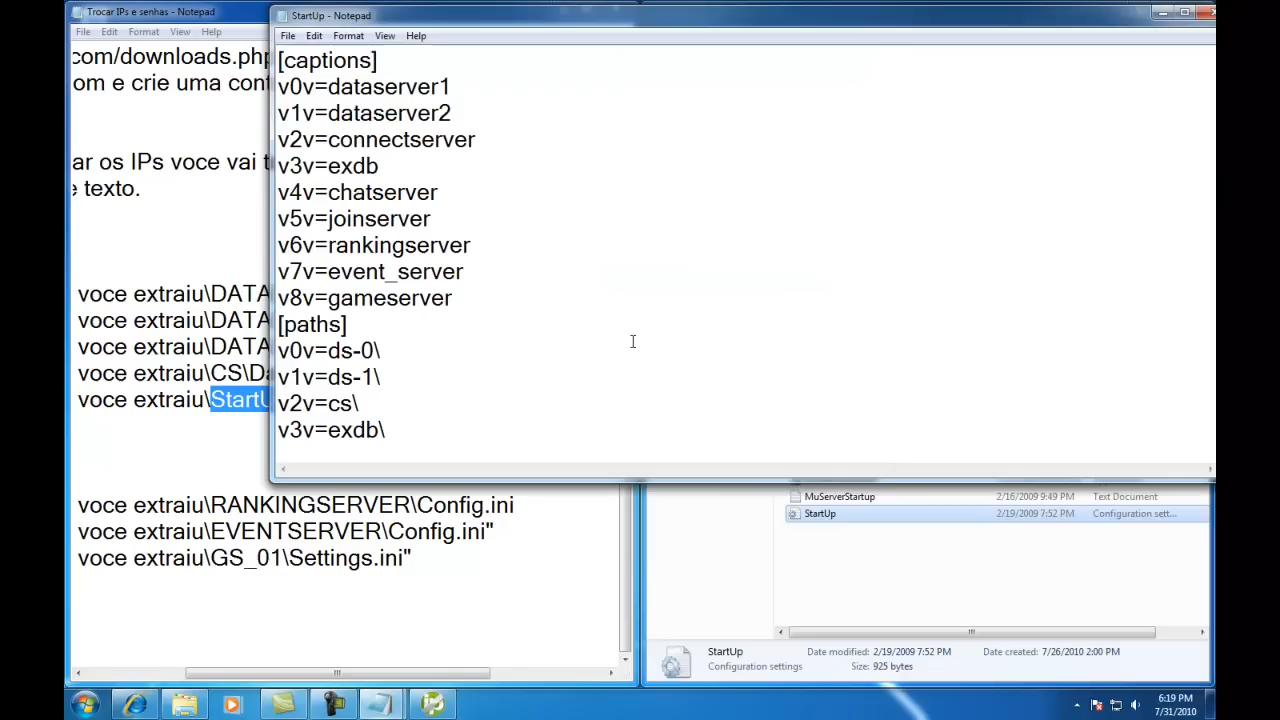 Trocar IPs e senhas - Notepad
File Edit Format View Help
com/downloads.php
om e crie uma cont
ar os IPs voce vai t
e texto.
voce extraiu\DATA
voce extraiu\DATA
voce extraiu\DATA
voce extraiu\CS\Da
voce extraiu\StartU
voce extraiu\RANKINGSERVER\Config.ini
voce extraiu\EVENTSERVER\Config.ini"
voce extraiu\GS_01\Settings.ini"
StartUp - Notepad
File Edit Format View Help
[captions]
v0v=dataserver1
v1v=dataserver2
v2v=connectserver
v3v=exdb
v4v=chatserver
v5v=joinserver
v6v=rankingserver
v7v=event_server
v8v=gameserver
[paths]
v0v=ds-0\
v1v=ds-1\
v2v=cs\
v3v=exdb\
MuServerStartup 2/16/2009 9:49 PM Text Document
StartUp 2/19/2009 7:52 PM Configuration sett...
StartUp Date modified: 2/19/2009 7:52 PM Date created: 7/26/2010 2:00 PM
Configuration settings Size: 925 bytes
6:19 PM
7/31/2010